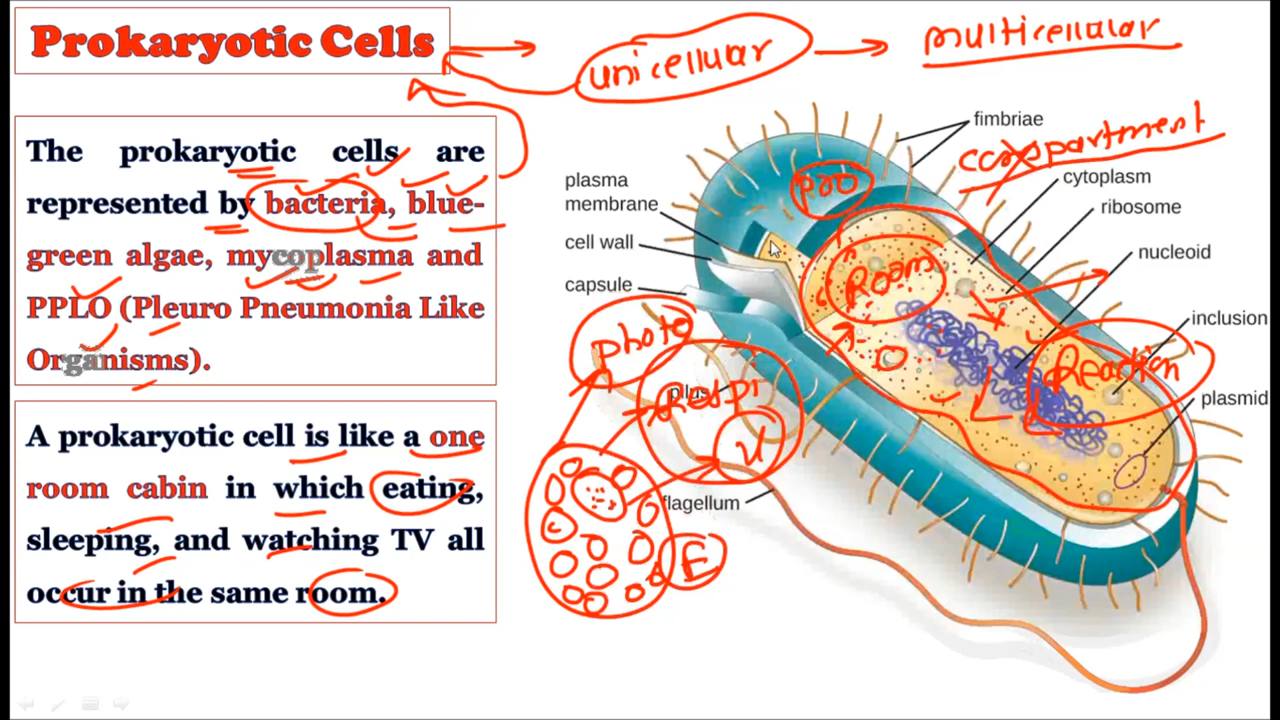 Prokaryotic Cells
unicellular
multicellular
The prokaryotic cells are
represented by bacteria, blue-
green algae, mycoplasma and
PPLO (Pleuro Pneumonia Like
Organisms).
A prokaryotic cell is like a one
room cabin in which eating,
sleeping, and watching TV all
occur in the same room.
fimbriae
compartment
plasma
membrane
pro
cytoplasm
ribosome
cell wall
nucleoid
capsule
Room
inclusion
photo
Reaction
pilus
Respi
plasmid
N
flagellum
E